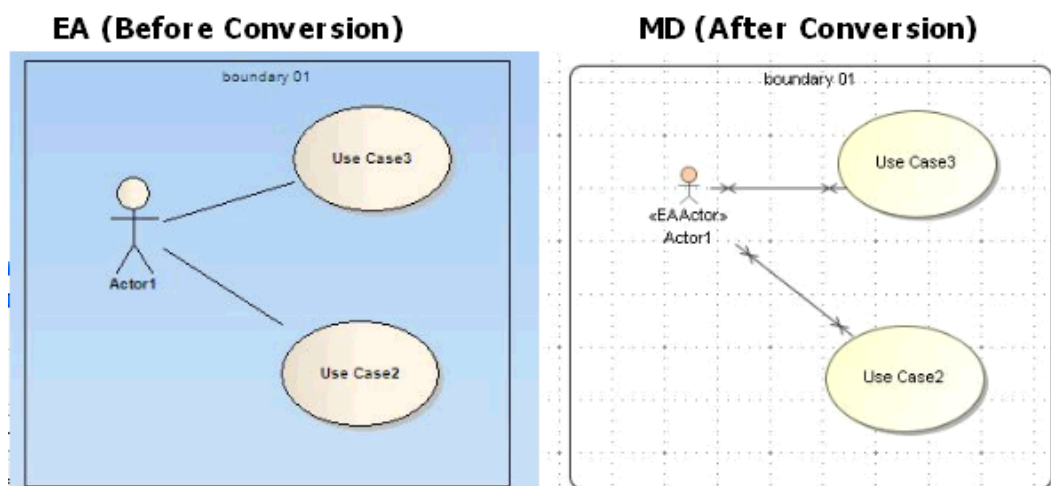 EA (Before Conversion)
boundary 01
Use Case3
Actor1
Use Case2
MD (After Conversion)
boundary 01
Use Case3
«EAActor»
Actor1
Use Case2